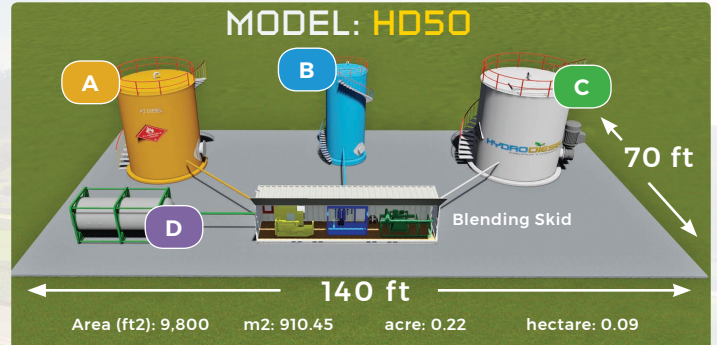 MODEL: HD50
A
B
C
HYDRODIESEL
70 ft
D
Blending Skid
140 ft
Area (ft2): 9,800 m2: 910.45 acre: 0.22 hectare: 0.09